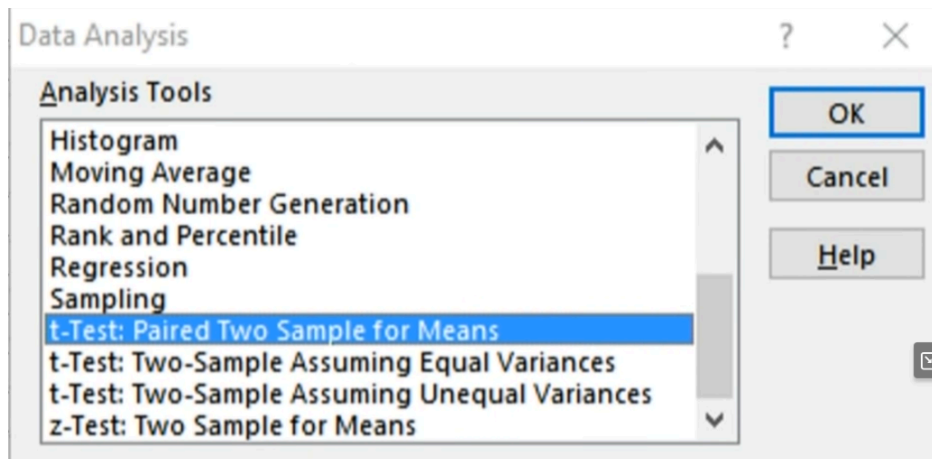 Data Analysis
Analysis Tools
Histogram
Moving Average
Random Number Generation
Rank and Percentile
Regression
Sampling
t-Test: Paired Two Sample for Means
t-Test: Two-Sample Assuming Equal Variances
t-Test: Two-Sample Assuming Unequal Variances
z-Test: Two Sample for Means
OK
Cancel
Help